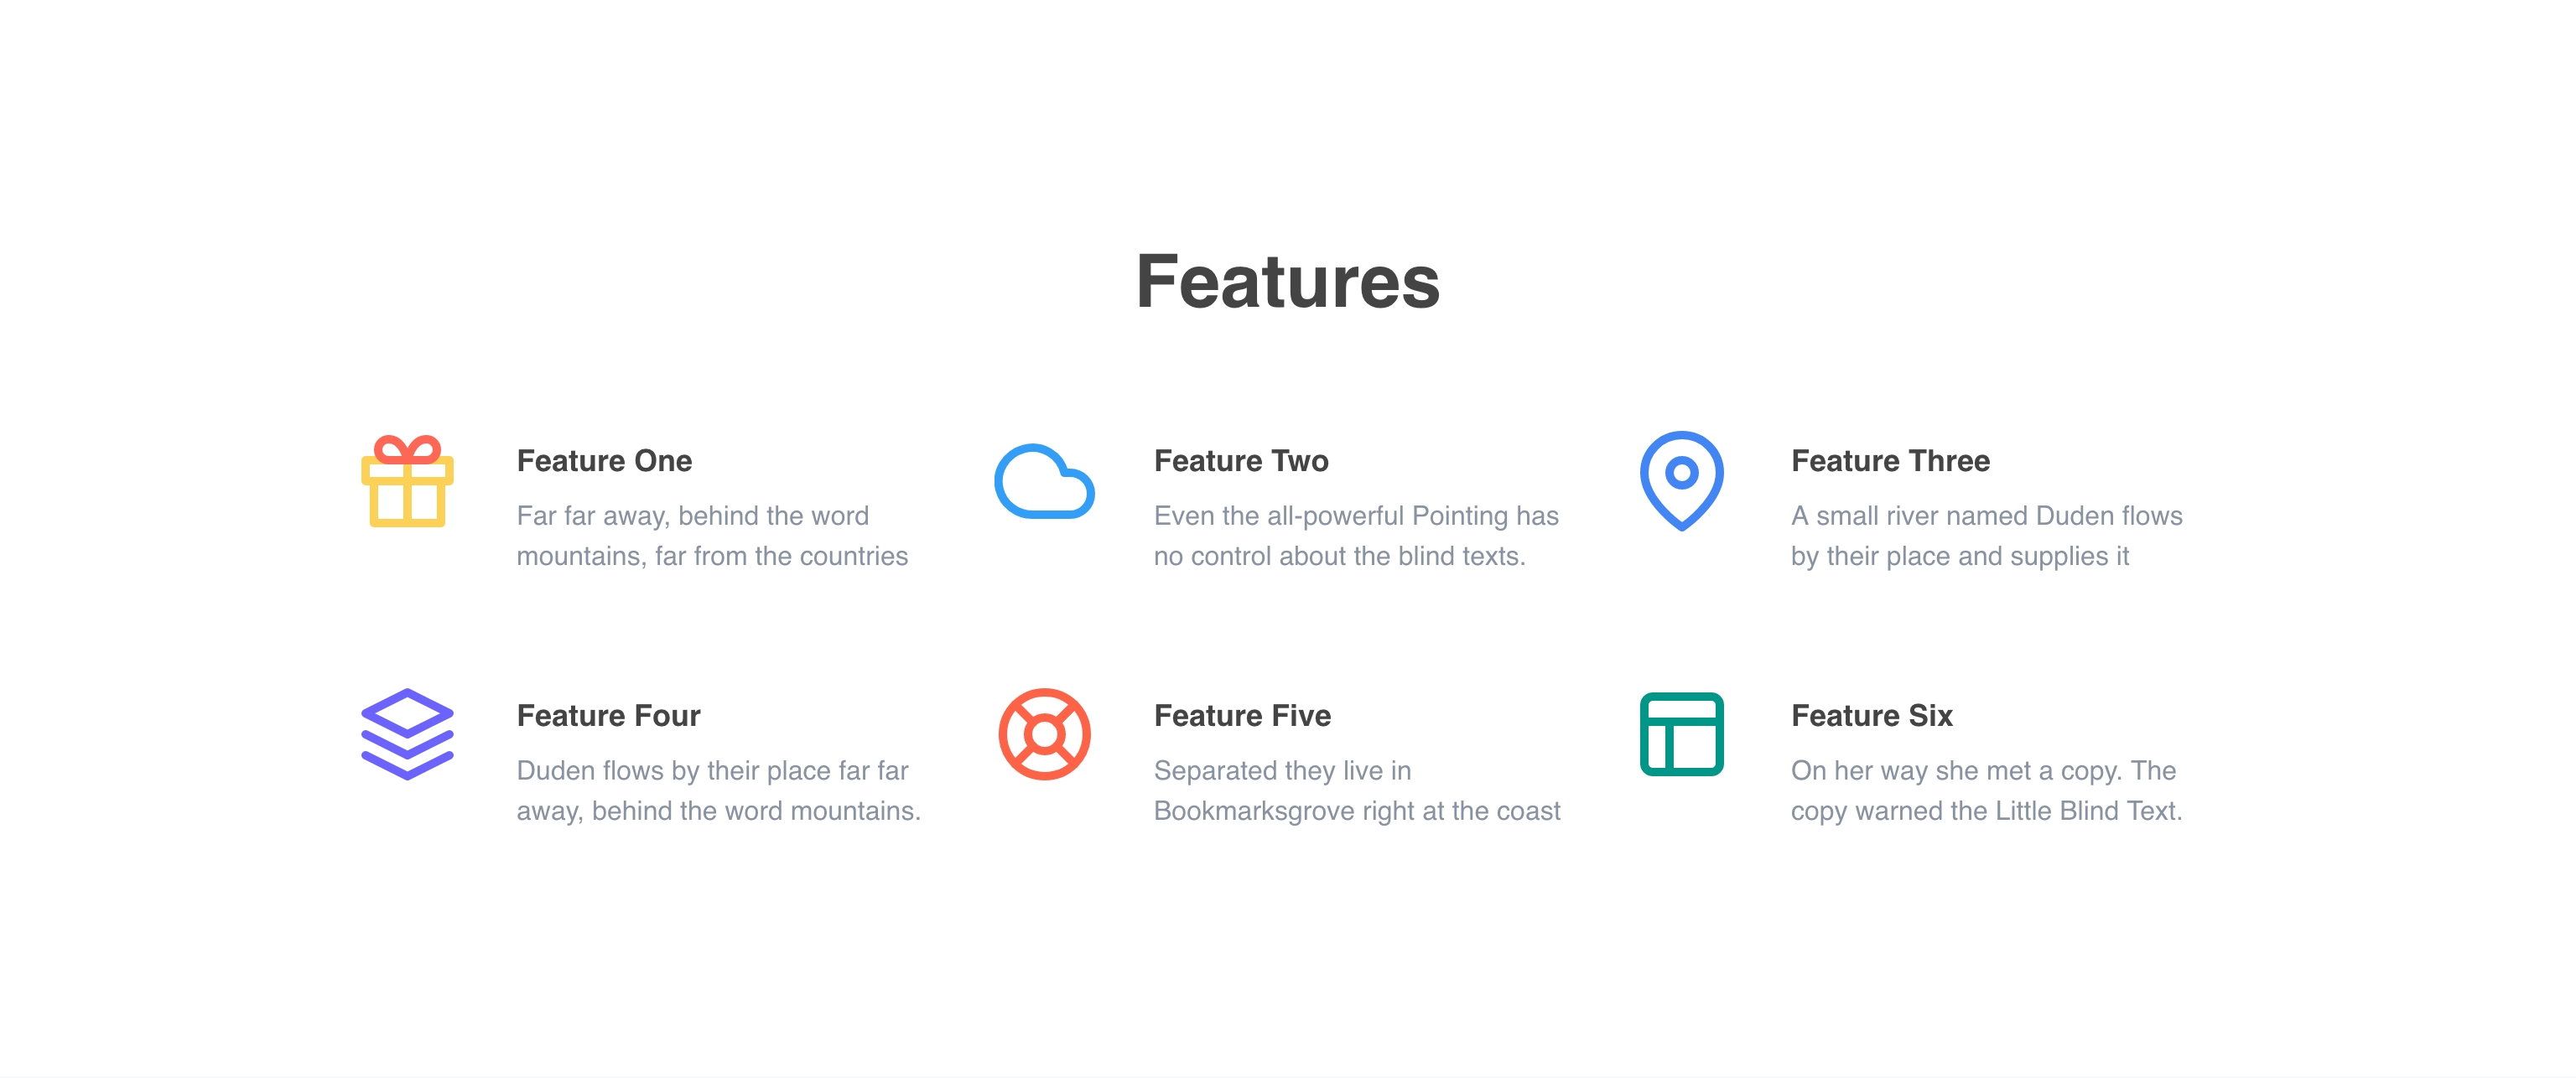 Features
Feature One
Far far away, behind the word
mountains, far from the countries
Feature Two
Even the all-powerful Pointing has
no control about the blind texts.
Feature Three
A small river named Duden flows
by their place and supplies it
Feature Four
Duden flows by their place far far
away, behind the word mountains.
Feature Five
Separated they live in
Bookmarksgrove right at the coast
Feature Six
On her way she met a copy. The
copy warned the Little Blind Text.